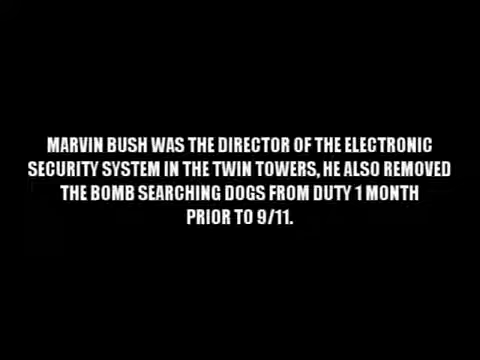 MARVIN BUSH WAS THE DIRECTOR OF THE ELECTRONIC
SECURITY SYSTEM IN THE TWIN TOWERS, HE ALSO REMOVED
THE BOMB SEARCHING DOGS FROM DUTY 1 MONTH
PRIOR TO 9/11.